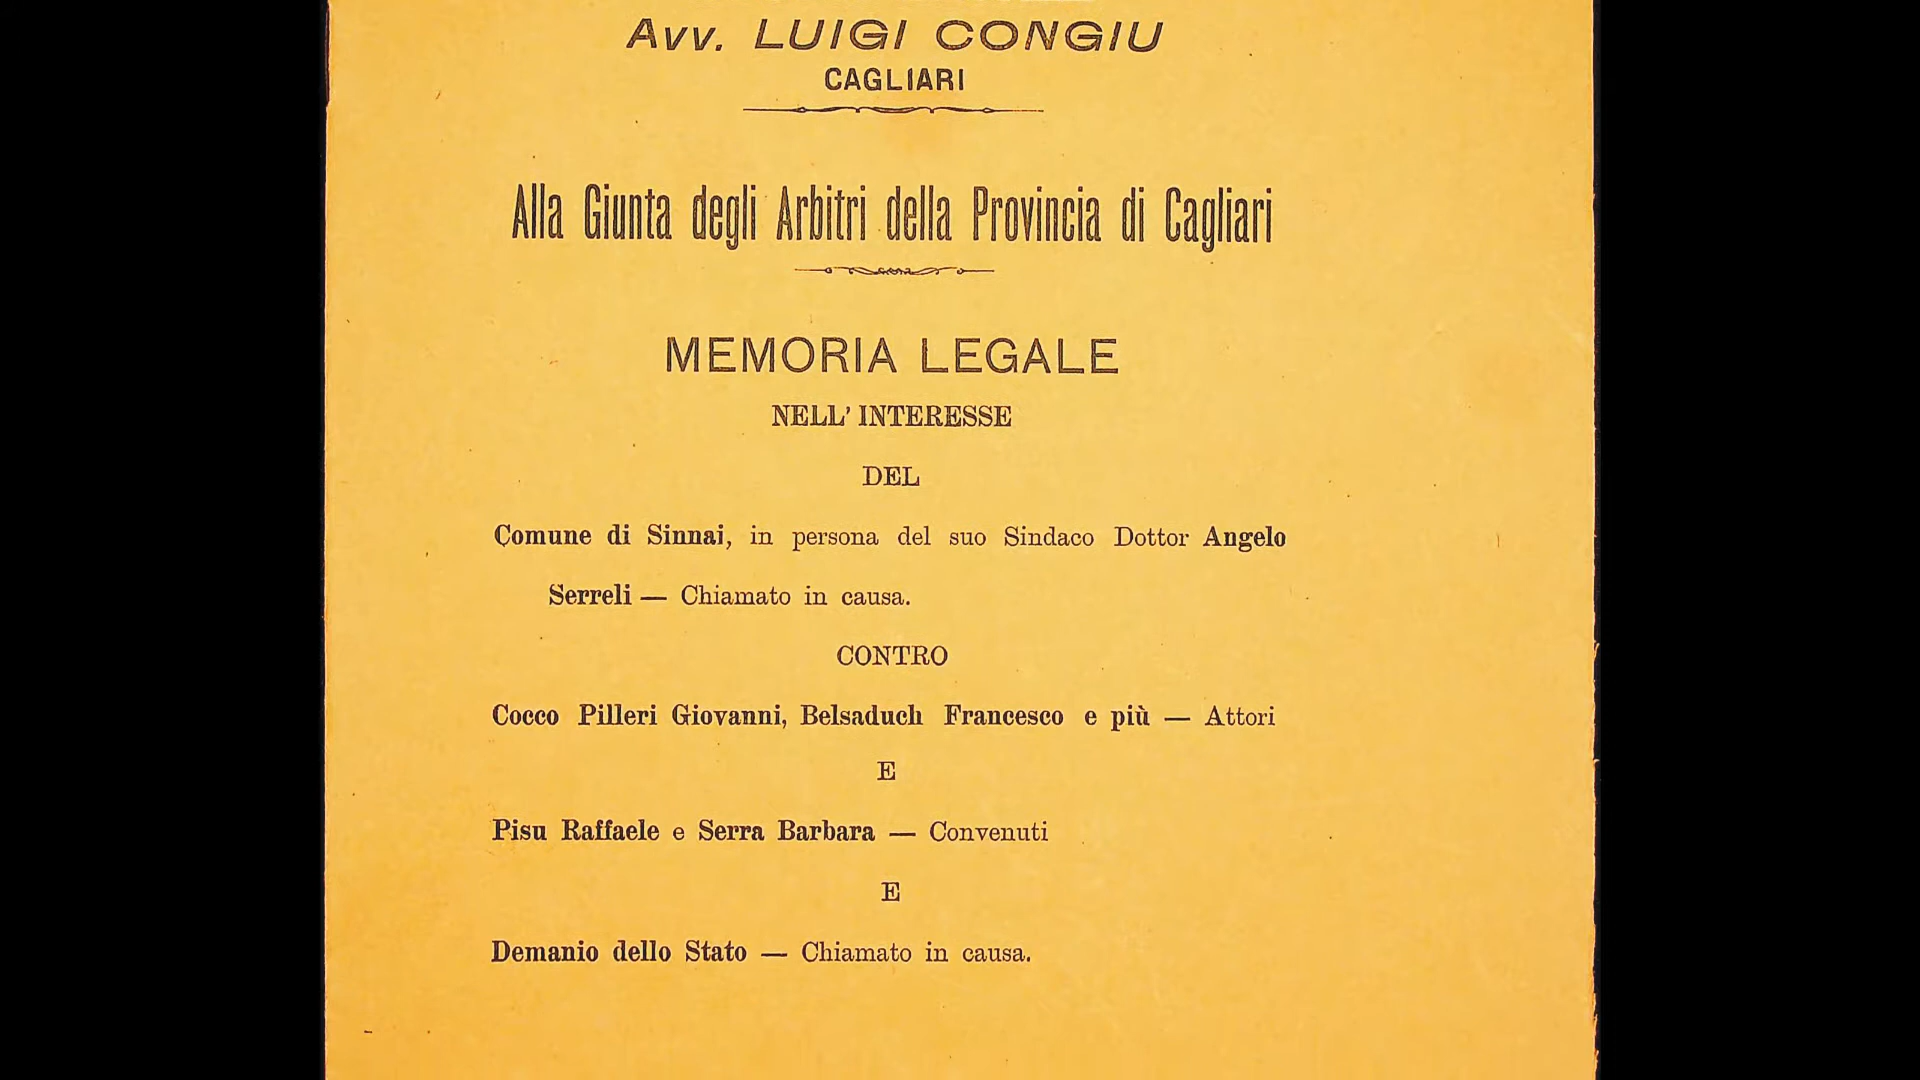 Avv. LUIGI CONGIU
CAGLIARI
Alla Giunta degli Arbitri della Provincia di Cagliari
MEMORIA LEGALE
NELL' INTERESSE
DEL
Comune di Sinnai, in persona del suo Sindaco Dottor Angelo
Serreli — Chiamato in causa.
CONTRO
Cocco Pilleri Giovanni, Belsaduch Francesco e più — Attori
E
Pisu Raffaele e Serra Barbara — Convenuti
E
Demanio dello Stato — Chiamato in causa.